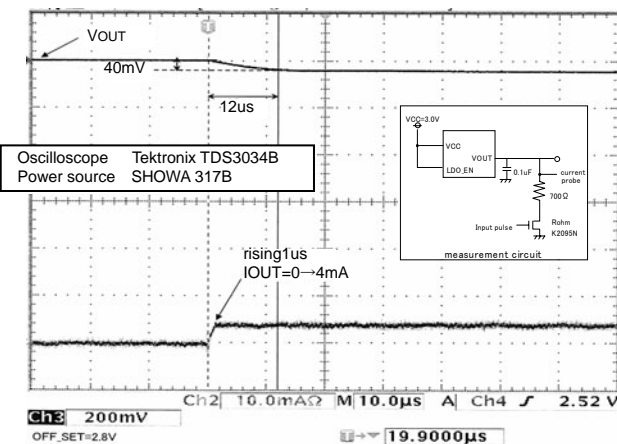 VOUT
40mV
12us
Oscilloscope Tektronix TDS3034B
Power source SHOWA 317B
VCC=3.0V
VCC
VOUT
LDO_EN
0.1uF
current
probe
700Ω
Input pulse
Rohm
K2095N
measurement circuit
rising1us
IOUT=0→4mA
Ch2 10.0mAΩ M 10.0µs A Ch4 2.52 V
Ch3 200mV
OFF_SET=2.8V
19.9000µs